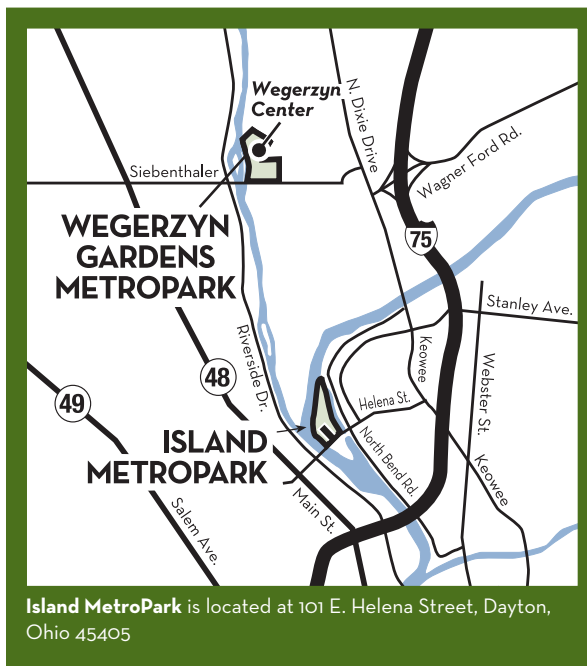 Wegerzyn
Center
N. Dixie Drive
Wagner Ford Rd.
Siebenthaler
WEGERZYN
GARDENS
METROPARK
75
Stanley Ave.
Riverside Dr.
Keowee
Webster St.
48
49
Helena St.
ISLAND
METROPARK
North Bend Rd.
Keowee
Main St.
Salem Ave.
Island MetroPark is located at 101 E. Helena Street, Dayton,
Ohio 45405